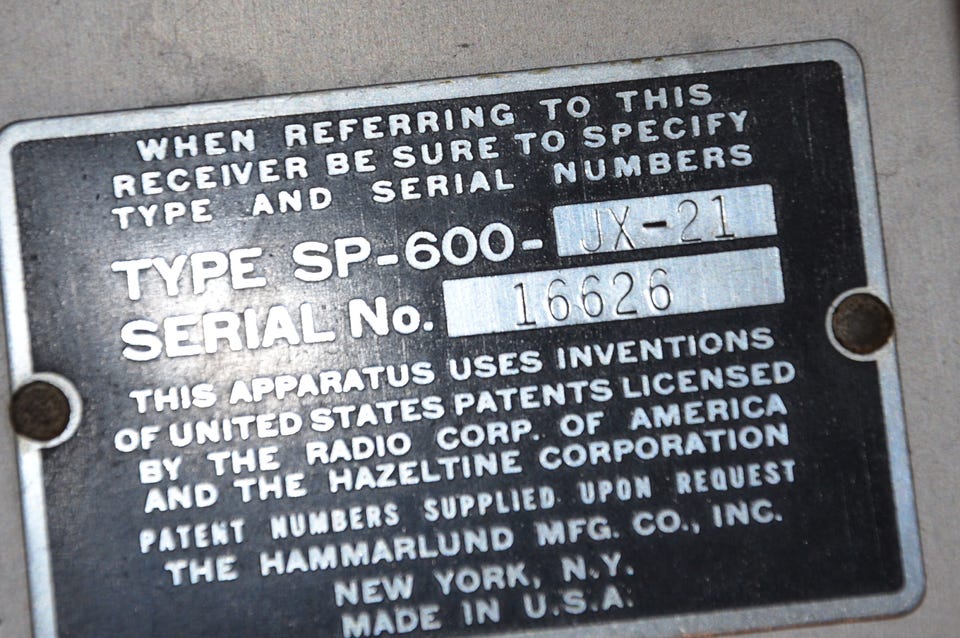 WHEN REFERRING TO THIS
RECEIVER BE SURE TO SPECIFY
TYPE AND SERIAL NUMBERS
TYPE SP-600-JX-21
SERIAL No. 16626
THIS APPARATUS USES INVENTIONS
OF UNITED STATES PATENTS LICENSED
BY THE RADIO CORP. OF AMERICA
AND THE HAZELTINE CORPORATION
PATENT NUMBERS SUPPLIED UPON REQUEST
THE HAMMARLUND MFG. CO., INC.
NEW YORK, N.Y.
MADE IN U.S.A.